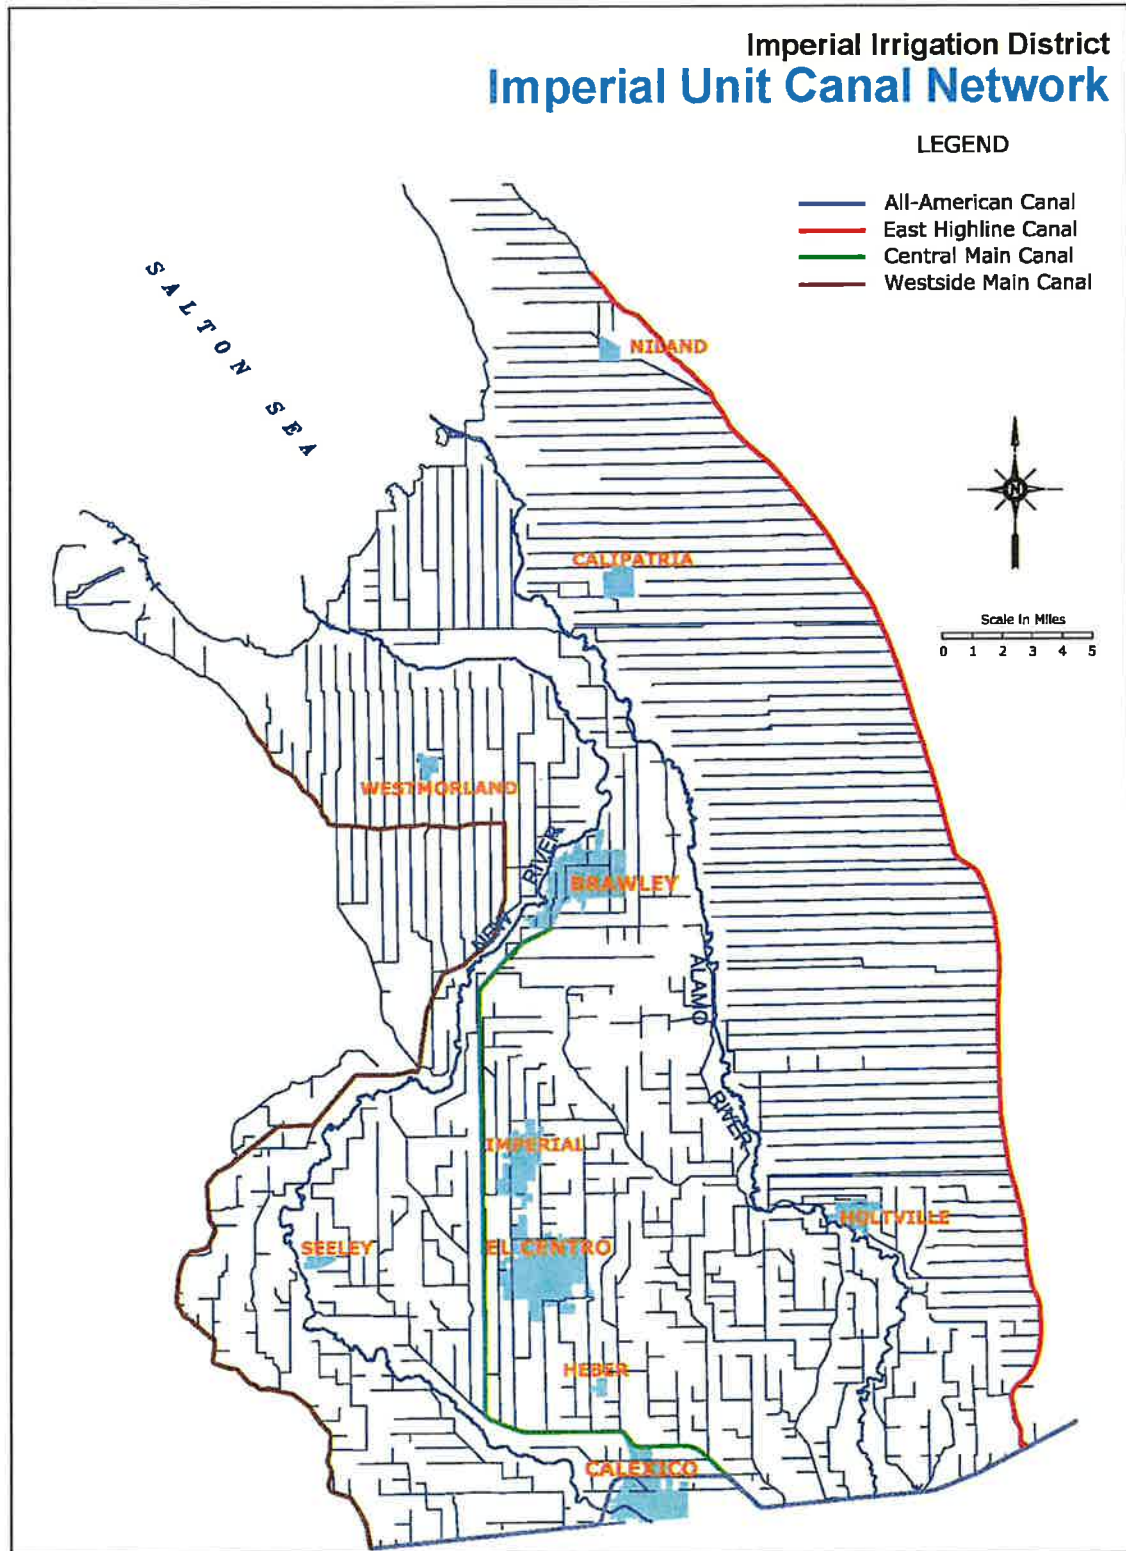 Imperial Irrigation District
Imperial Unit Canal Network
LEGEND
All-American Canal
East Highline Canal
Central Main Canal
Westside Main Canal
SALTON SEA
NILAND
N
CALIPATRIA
Scale In Miles
0 1 2 3 4 5
WESTMORLAND
NEW RIVER
BRAWLEY
ALAMO RIVER
IMPERIAL
HOLTVILLE
SEELEY
EL CENTRO
HEBER
CALEXICO